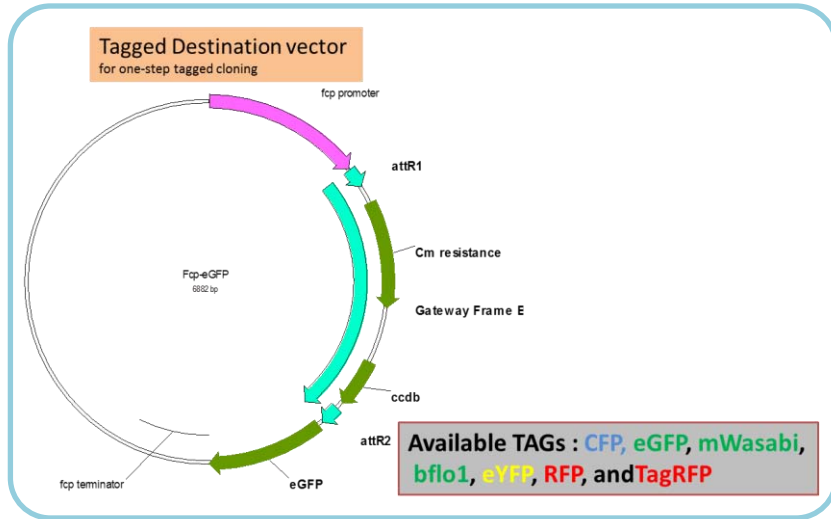 Tagged Destination vector
for one-step tagged cloning
fcp promoter
attR1
Cm resistance
Fcp-eGFP
6882 bp
Gateway Frame E
ccdb
attR2
eGFP
fcp terminator
Available TAGs : CFP, eGFP, mWasabi,
bflo1, eYFP, RFP, andTagRFP